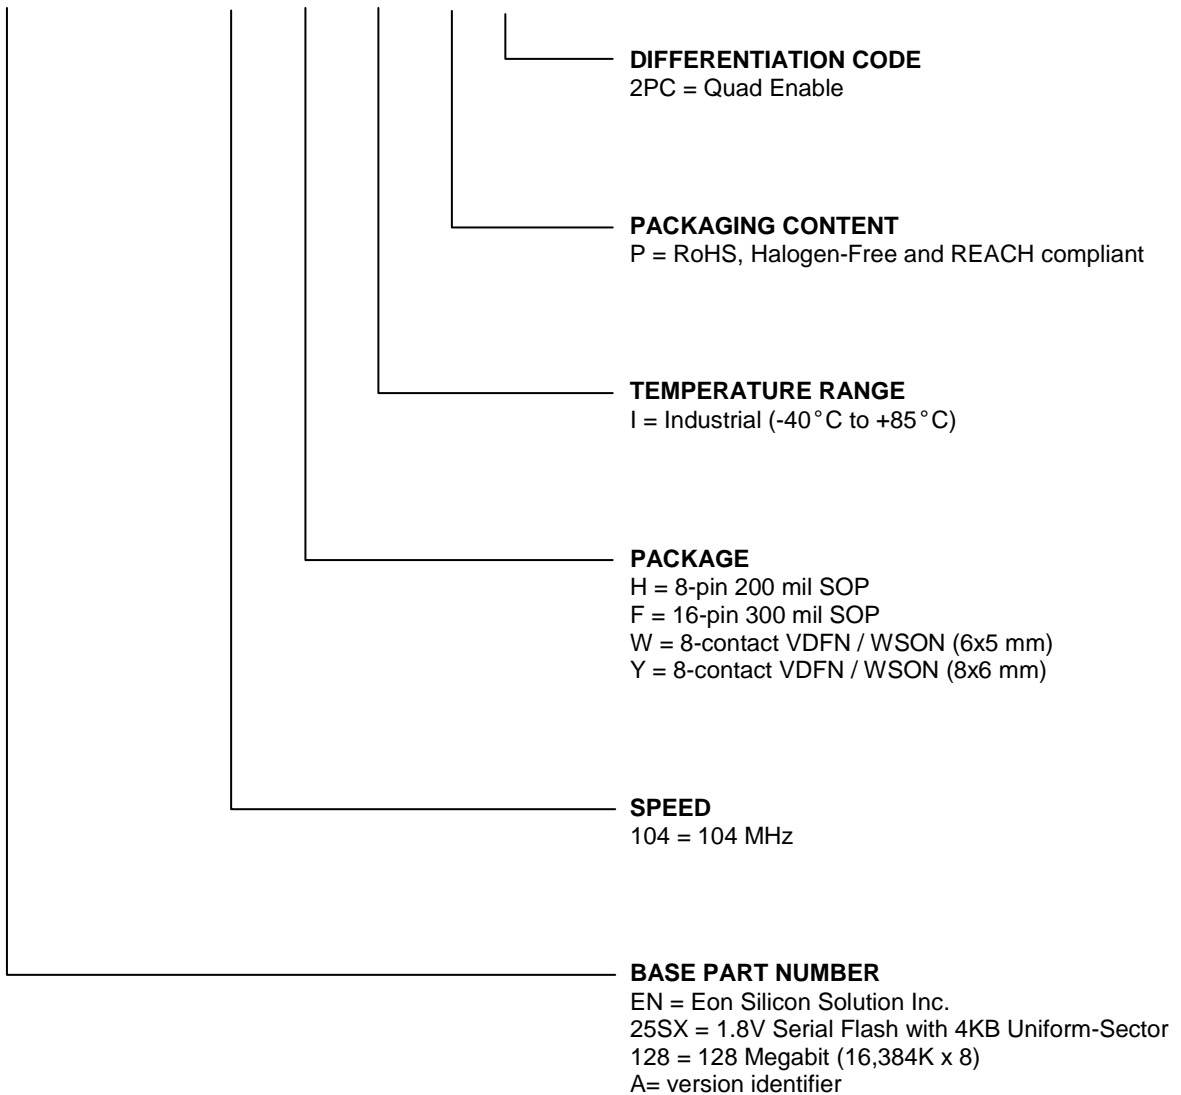 DIFFERENTIATION CODE
2PC = Quad Enable
PACKAGING CONTENT
P = RoHS, Halogen-Free and REACH compliant
TEMPERATURE RANGE
I = Industrial (-40°C to +85°C)
PACKAGE
H = 8-pin 200 mil SOP
F = 16-pin 300 mil SOP
W = 8-contact VDFN / WSON (6x5 mm)
Y = 8-contact VDFN / WSON (8x6 mm)
SPEED
104 = 104 MHz
BASE PART NUMBER
EN = Eon Silicon Solution Inc.
25SX = 1.8V Serial Flash with 4KB Uniform-Sector
128 = 128 Megabit (16,384K x 8)
A= version identifier